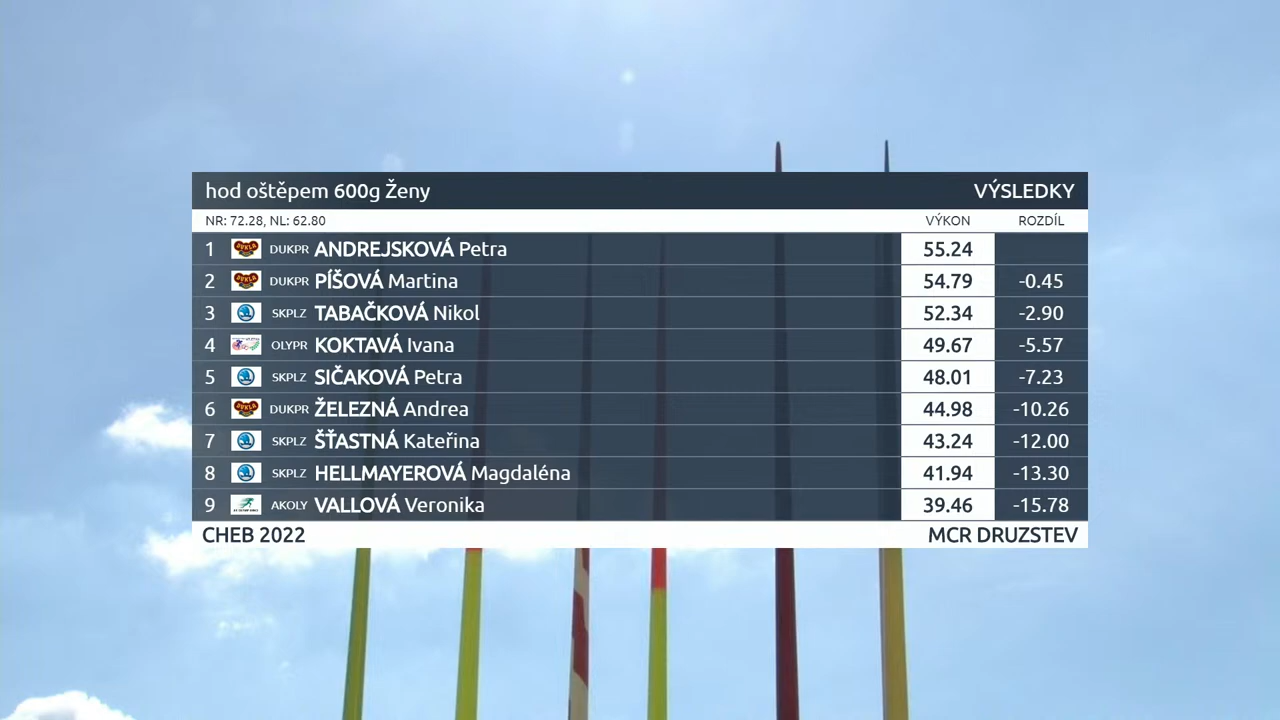 hod oštěpem 600g Ženy VÝSLEDKY
NR: 72.28, NL: 62.80 VÝKON ROZDÍL
1 DUKLA DUKPR ANDREJSKOVÁ Petra 55.24
2 DUKLA DUKPR PÍŠOVÁ Martina 54.79 -0.45
3 SKPLZ TABAČKOVÁ Nikol 52.34 -2.90
4 OLYPR KOKTAVÁ Ivana 49.67 -5.57
5 SKPLZ SIČAKOVÁ Petra 48.01 -7.23
6 DUKLA DUKPR ŽELEZNÁ Andrea 44.98 -10.26
7 SKPLZ ŠŤASTNÁ Kateřina 43.24 -12.00
8 SKPLZ HELLMAYEROVÁ Magdaléna 41.94 -13.30
9 AKOLY VALLOVÁ Veronika 39.46 -15.78
CHEB 2022 MCR DRUZSTEV